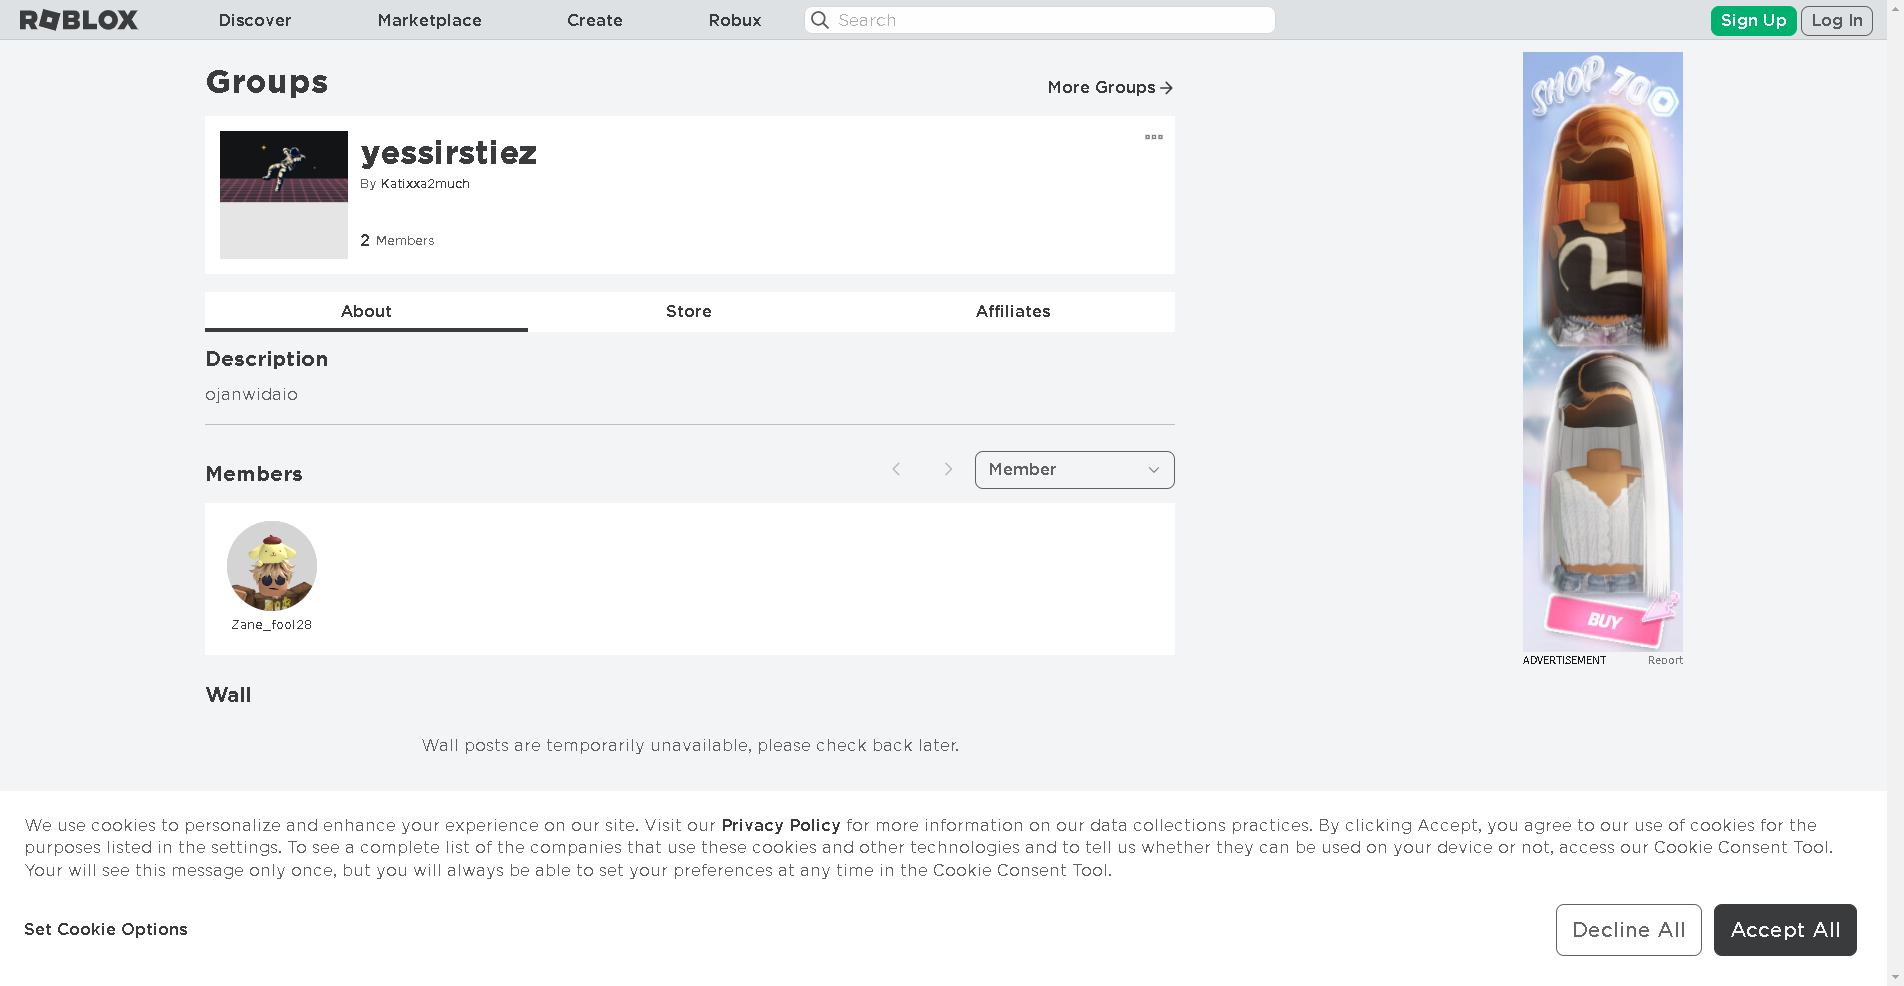 ROBLOX Discover Marketplace Create Robux Search Sign Up Log In
Groups
More Groups
yessirstiez
By Katixxa2much
2 Members
About Store Affiliates
Description
ojanwidaio
Members
Member
Zane_fool28
Wall
Wall posts are temporarily unavailable, please check back later.
SHOP 70
BUY
ADVERTISEMENT Report
We use cookies to personalize and enhance your experience on our site. Visit our Privacy Policy for more information on our data collections practices. By clicking Accept, you agree to our use of cookies for the
purposes listed in the settings. To see a complete list of the companies that use these cookies and other technologies and to tell us whether they can be used on your device or not, access our Cookie Consent Tool.
Your will see this message only once, but you will always be able to set your preferences at any time in the Cookie Consent Tool.
Set Cookie Options
Decline All
Accept All